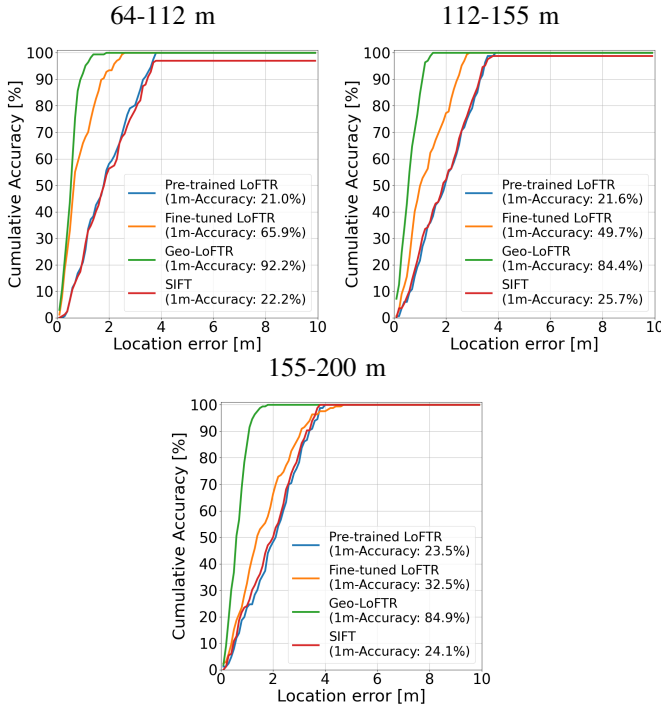 64-112 m
100
90
80
70
60
50
40
30
20
10
0
Cumulative Accuracy [%]
Pre-trained LoFTR
(1m-Accuracy: 21.0%)
Fine-tuned LoFTR
(1m-Accuracy: 65.9%)
Geo-LoFTR
(1m-Accuracy: 92.2%)
SIFT
(1m-Accuracy: 22.2%)
0 2 4 6 8 10
Location error [m]
112-155 m
100
90
80
70
60
50
40
30
20
10
0
Cumulative Accuracy [%]
Pre-trained LoFTR
(1m-Accuracy: 21.6%)
Fine-tuned LoFTR
(1m-Accuracy: 49.7%)
Geo-LoFTR
(1m-Accuracy: 84.4%)
SIFT
(1m-Accuracy: 25.7%)
0 2 4 6 8 10
Location error [m]
155-200 m
100
90
80
70
60
50
40
30
20
10
0
Cumulative Accuracy [%]
Pre-trained LoFTR
(1m-Accuracy: 23.5%)
Fine-tuned LoFTR
(1m-Accuracy: 32.5%)
Geo-LoFTR
(1m-Accuracy: 84.9%)
SIFT
(1m-Accuracy: 24.1%)
0 2 4 6 8 10
Location error [m]